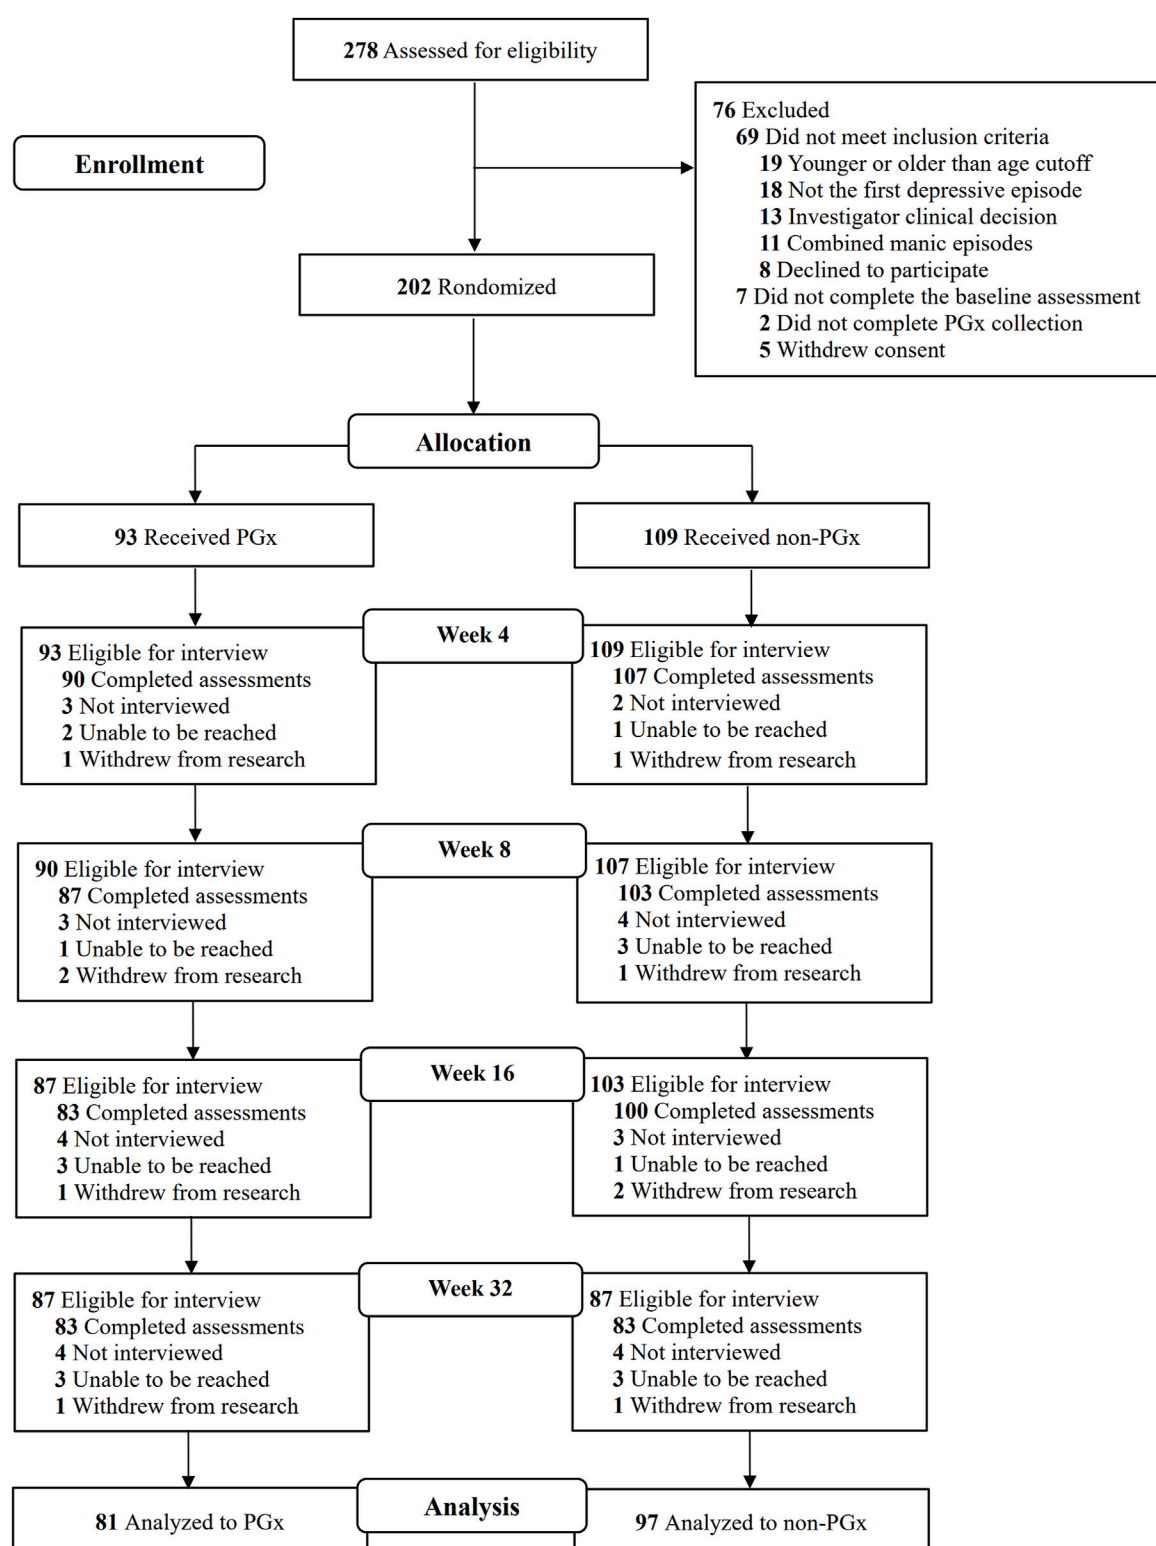 278 Assessed for eligibility
76 Excluded
69 Did not meet inclusion criteria
19 Younger or older than age cutoff
18 Not the first depressive episode
13 Investigator clinical decision
11 Combined manic episodes
8 Declined to participate
7 Did not complete the baseline assessment
2 Did not complete PGx collection
5 Withdrew consent
Enrollment
202 Rondomized
Allocation
93 Received PGx
109 Received non-PGx
Week 4
93 Eligible for interview
90 Completed assessments
3 Not interviewed
2 Unable to be reached
1 Withdrew from research
109 Eligible for interview
107 Completed assessments
2 Not interviewed
1 Unable to be reached
1 Withdrew from research
Week 8
90 Eligible for interview
87 Completed assessments
3 Not interviewed
1 Unable to be reached
2 Withdrew from research
107 Eligible for interview
103 Completed assessments
4 Not interviewed
3 Unable to be reached
1 Withdrew from research
Week 16
87 Eligible for interview
83 Completed assessments
4 Not interviewed
3 Unable to be reached
1 Withdrew from research
103 Eligible for interview
100 Completed assessments
3 Not interviewed
1 Unable to be reached
2 Withdrew from research
Week 32
87 Eligible for interview
83 Completed assessments
4 Not interviewed
3 Unable to be reached
1 Withdrew from research
87 Eligible for interview
83 Completed assessments
4 Not interviewed
3 Unable to be reached
1 Withdrew from research
Analysis
81 Analyzed to PGx
97 Analyzed to non-PGx